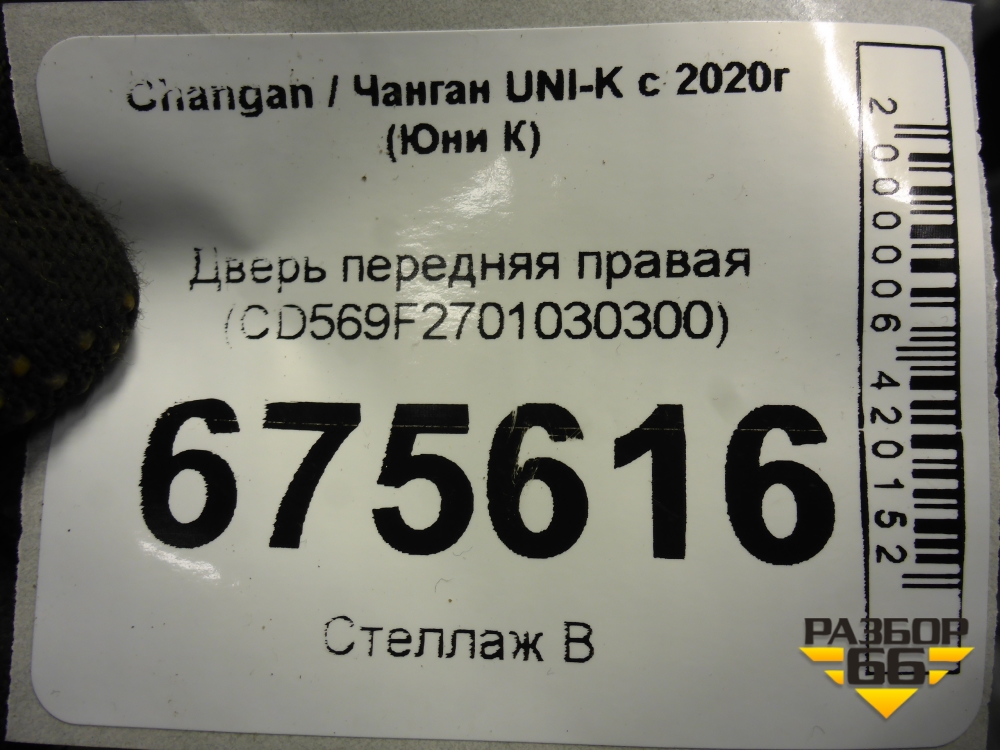 Changan / Чанган UNI-K с 2020г
(Юни К)
Дверь передняя правая
(CD569F2701030300)
675616
Стеллаж В
2000006420152
РАЗБОР
66